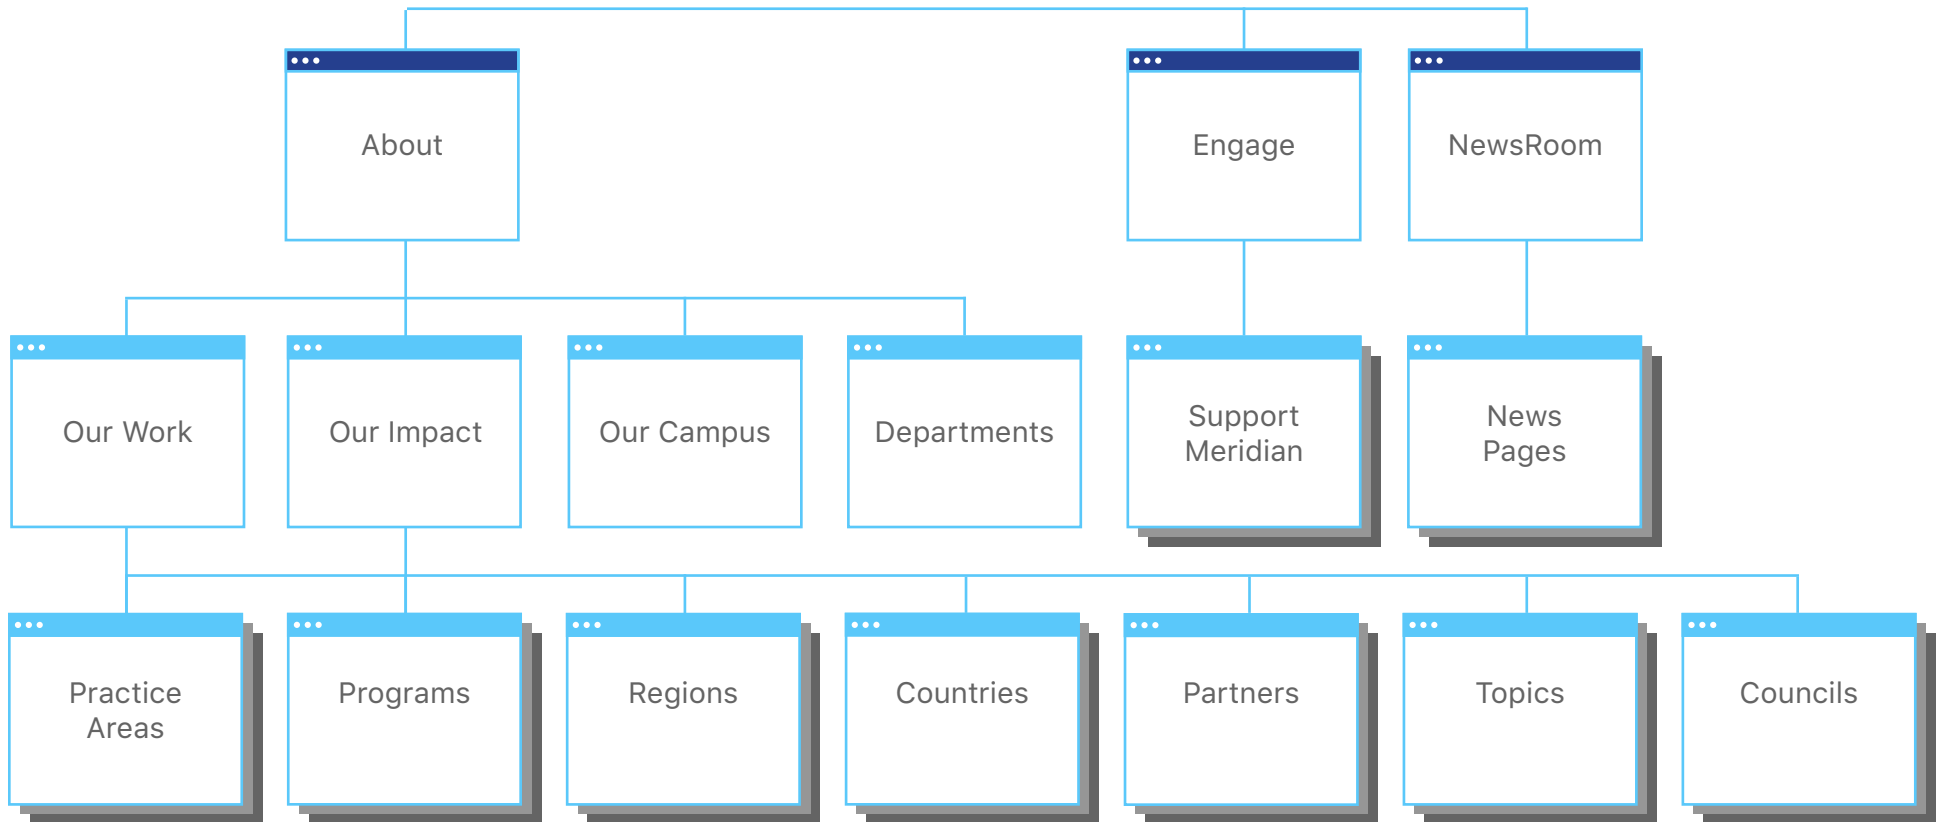 About
Engage
NewsRoom
Our Work
Our Impact
Our Campus
Departments
Support
Meridian
News
Pages
Practice
Areas
Programs
Regions
Countries
Partners
Topics
Councils